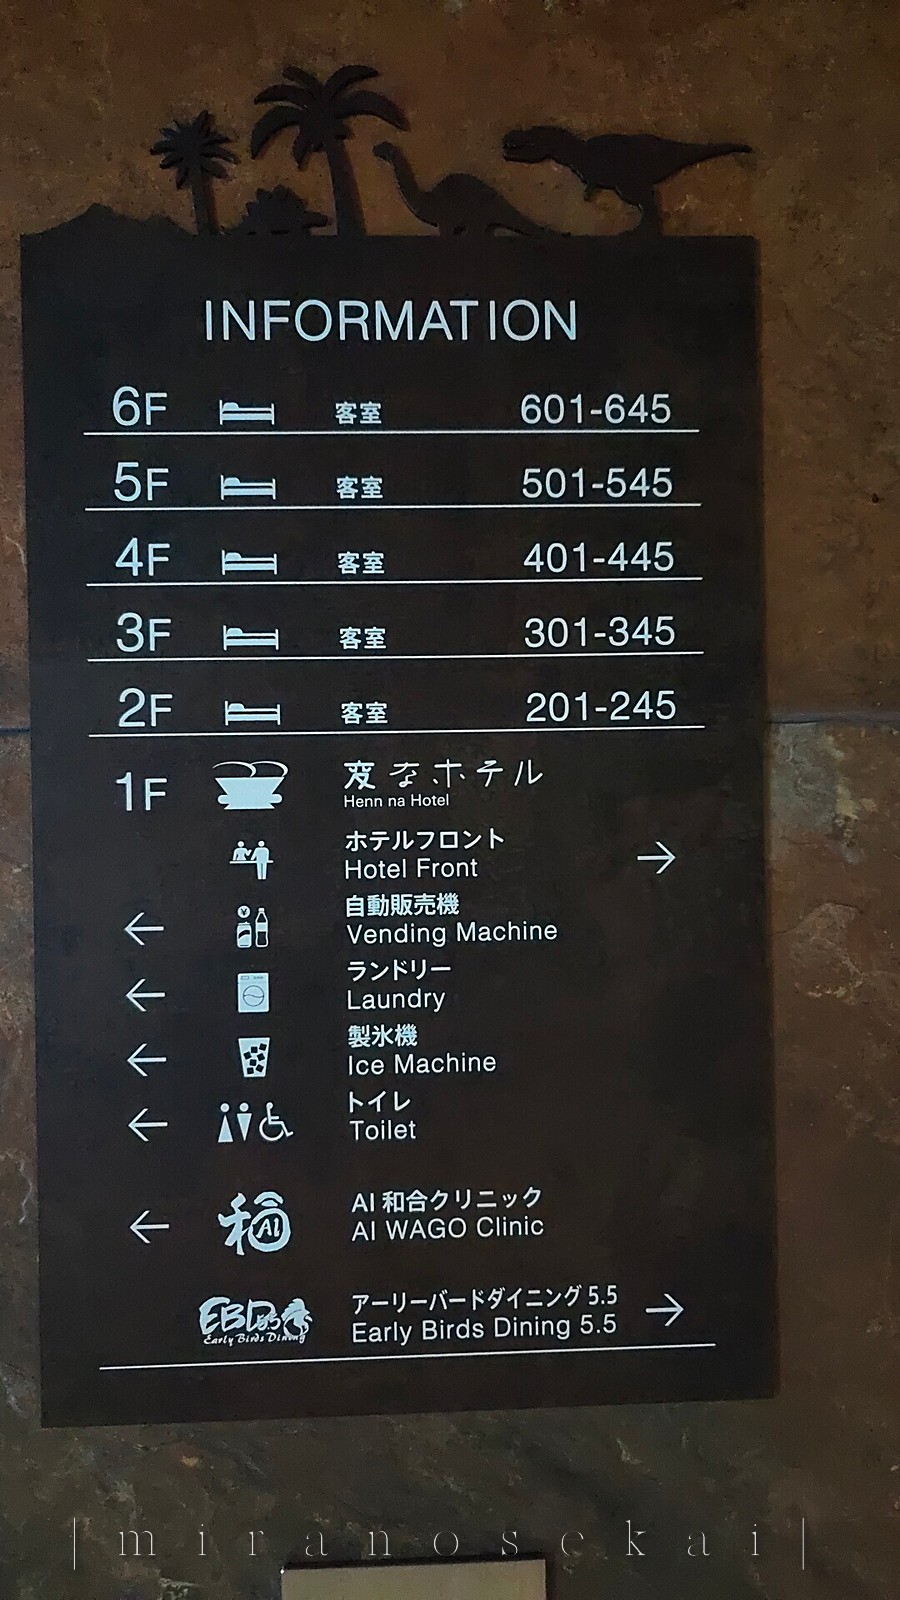 INFORMATION
6F 客室 601-645
5F 客室 501-545
4F 客室 401-445
3F 客室 301-345
2F 客室 201-245
1F 変なホテル
Henn na Hotel
ホテルフロント
Hotel Front →
自動販売機
← Vending Machine
ランドリー
← Laundry
製氷機
← Ice Machine
トイレ
← Toilet
AI 和合クリニック
← AI WAGO Clinic
AI
アーリーバードダイニング 5.5
Early Birds Dining 5.5 →
EBD5.5
Early Birds Dining
| m i r a n o s e k a i |